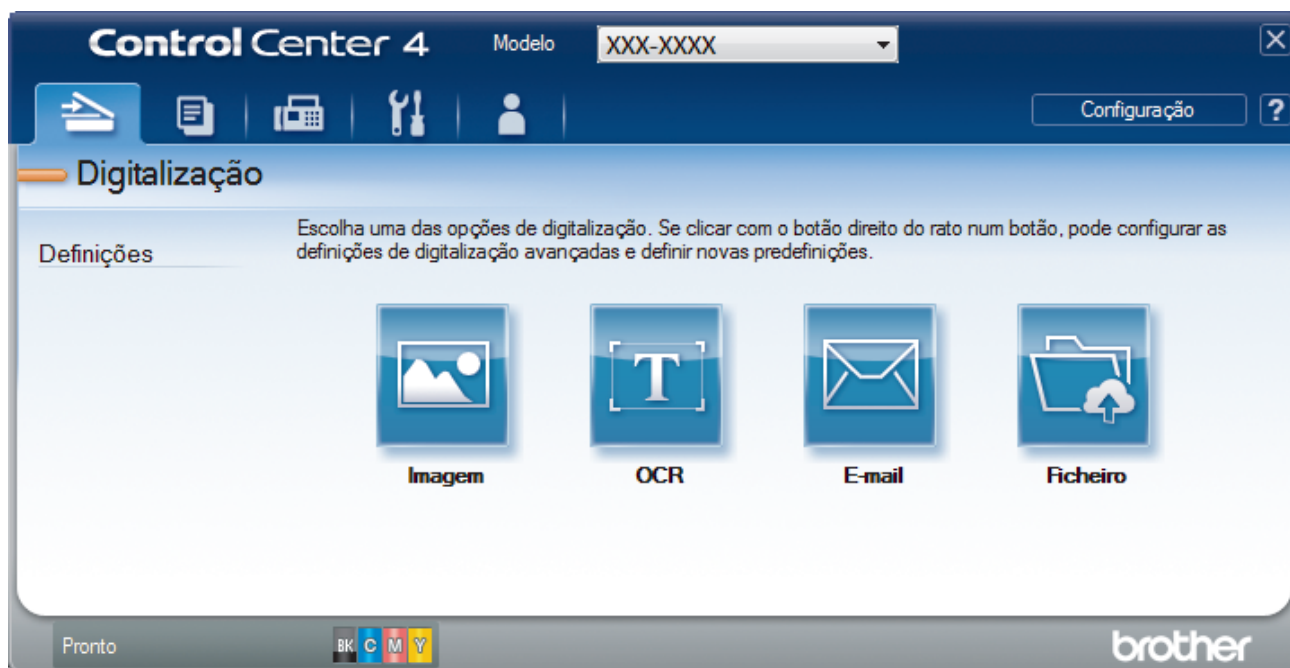 Control Center 4 Modelo XXX-XXXX
Configuração ?
Digitalização
Definições
Escolha uma das opções de digitalização. Se clicar com o botão direito do rato num botão, pode configurar as
definições de digitalização avançadas e definir novas predefinições.
T
Imagem OCR E-mail Ficheiro
Pronto BK C M Y brother